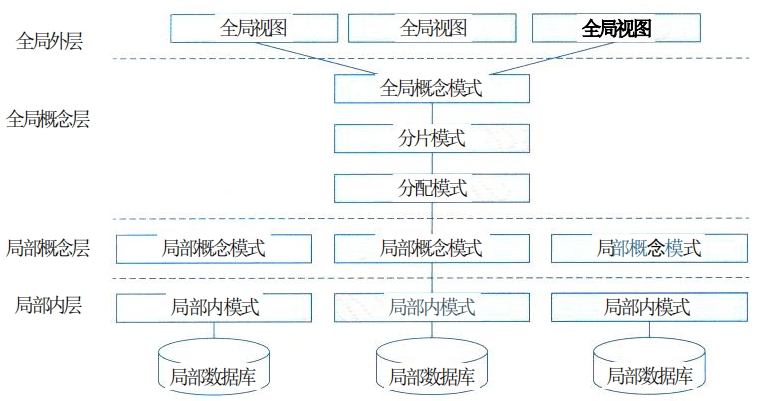 全局外层
全局视图
全局视图
全局视图
全局概念层
全局概念模式
分片模式
分配模式
局部概念层
局部概念模式
局部概念模式
局部概念模式
局部内层
局部内模式
局部内模式
局部内模式
局部数据库
局部数据库
局部数据库